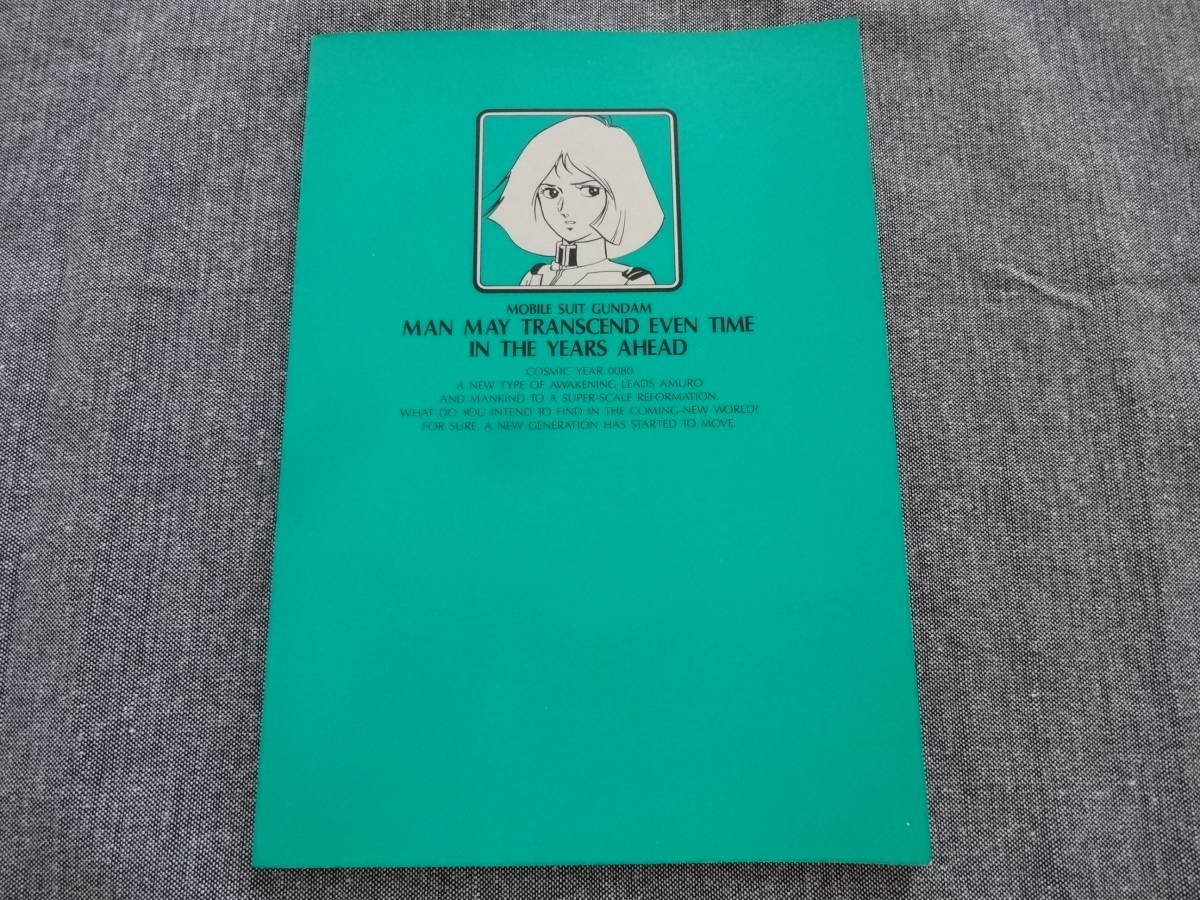 MOBILE SUIT GUNDAM
MAN MAY TRANSCEND EVEN TIME
IN THE YEARS AHEAD
COSMIC YEAR 0080
A NEW TYPE OF AWAKENING LEADS AMURO
AND MANKIND TO A SUPER-SCALE REFORMATION.
WHAT DO YOU INTEND TO FIND IN THE COMING-NEW WORLD?
FOR SURE, A NEW GENERATION HAS STARTED TO MOVE.